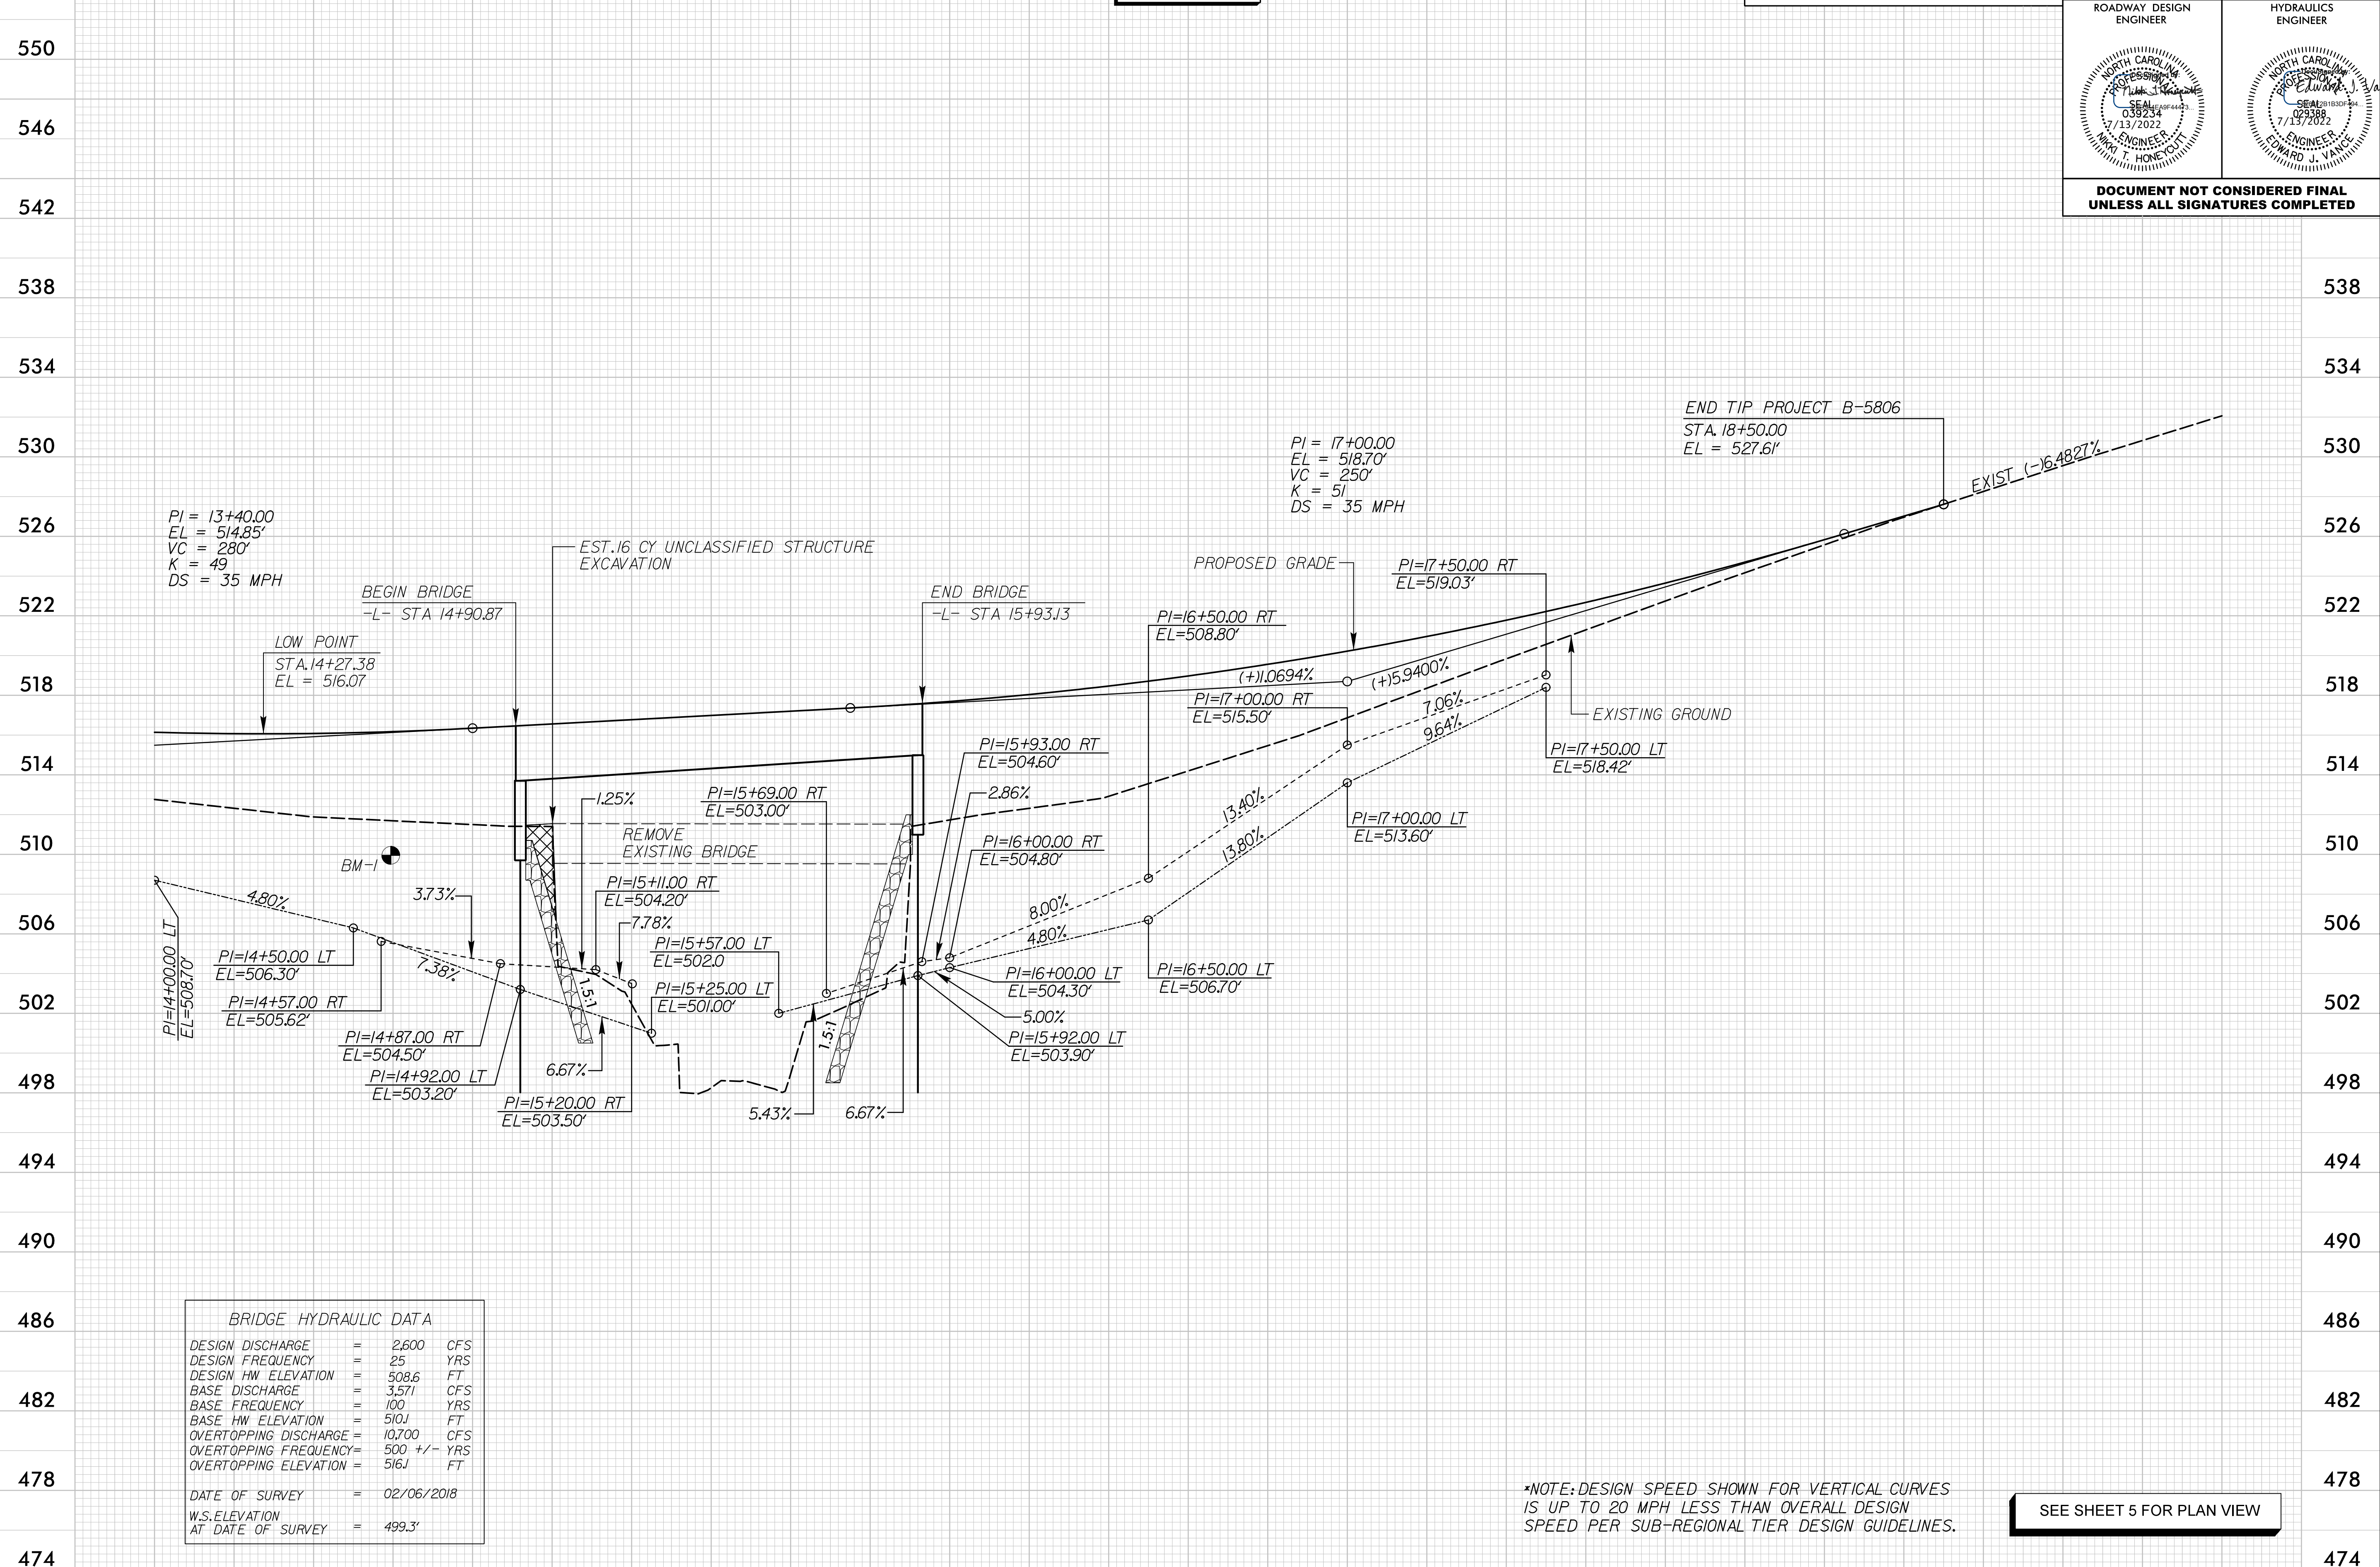 ROADWAY DESIGN
ENGINEER
HYDRAULICS
ENGINEER
NORTH CAROLINA
PROFESSIONAL
SEAL
039234
7/13/2022
ENGINEER
NIKKI T. HONEYCUTT
NORTH CAROLINA
PROFESSIONAL
Edward J.
SEAL
029388
7/13/2022
ENGINEER
EDWARD J. VANCE
DOCUMENT NOT CONSIDERED FINAL
UNLESS ALL SIGNATURES COMPLETED
550
546
542
538
534
530
526
522
518
514
510
506
502
498
494
490
486
482
478
474
538
534
530
526
522
518
514
510
506
502
498
494
490
486
482
478
474
END TIP PROJECT B-5806
STA. 18+50.00
EL = 527.61'
EXIST (-)6.4827%
PI = 17+00.00
EL = 518.70'
VC = 250'
K = 51
DS = 35 MPH
PI = 13+40.00
EL = 514.85'
VC = 280'
K = 49
DS = 35 MPH
EST. 16 CY UNCLASSIFIED STRUCTURE
EXCAVATION
BEGIN BRIDGE
-L- STA 14+90.87
END BRIDGE
-L- STA 15+93.13
LOW POINT
STA. 14+27.38
EL = 516.07
PROPOSED GRADE
PI=17+50.00 RT
EL=519.03'
PI=16+50.00 RT
EL=508.80'
(+)1.0694%
(+)5.9400%
PI=17+00.00 RT
EL=515.50'
7.06%
9.64%
EXISTING GROUND
PI=17+50.00 LT
EL=518.42'
PI=15+93.00 RT
EL=504.60'
1.25%
PI=15+69.00 RT
EL=503.00'
2.86%
13.40%
13.80%
PI=17+00.00 LT
EL=513.60'
REMOVE
EXISTING BRIDGE
PI=16+00.00 RT
EL=504.80'
BM-1
4.80%
3.73%
PI=15+11.00 RT
EL=504.20'
7.78%
8.00%
4.80%
PI=14+00.00 LT
EL=508.70'
PI=14+50.00 LT
EL=506.30'
7.38%
PI=15+57.00 LT
EL=502.0
PI=16+00.00 LT
EL=504.30'
PI=16+50.00 LT
EL=506.70'
PI=14+57.00 RT
EL=505.62'
1.5:1
PI=15+25.00 LT
EL=501.00'
5.00%
1.5:1
PI=14+87.00 RT
EL=504.50'
PI=15+92.00 LT
EL=503.90'
PI=14+92.00 LT
EL=503.20'
6.67%
PI=15+20.00 RT
EL=503.50'
5.43%
6.67%
BRIDGE HYDRAULIC DATA
DESIGN DISCHARGE = 2,600 CFS
DESIGN FREQUENCY = 25 YRS
DESIGN HW ELEVATION = 508.6 FT
BASE DISCHARGE = 3,571 CFS
BASE FREQUENCY = 100 YRS
BASE HW ELEVATION = 510.1 FT
OVERTOPPING DISCHARGE = 10,700 CFS
OVERTOPPING FREQUENCY= 500 +/- YRS
OVERTOPPING ELEVATION = 516.1 FT
DATE OF SURVEY = 02/06/2018
W.S. ELEVATION
AT DATE OF SURVEY = 499.3'
*NOTE: DESIGN SPEED SHOWN FOR VERTICAL CURVES
IS UP TO 20 MPH LESS THAN OVERALL DESIGN
SPEED PER SUB-REGIONAL TIER DESIGN GUIDELINES.
SEE SHEET 5 FOR PLAN VIEW